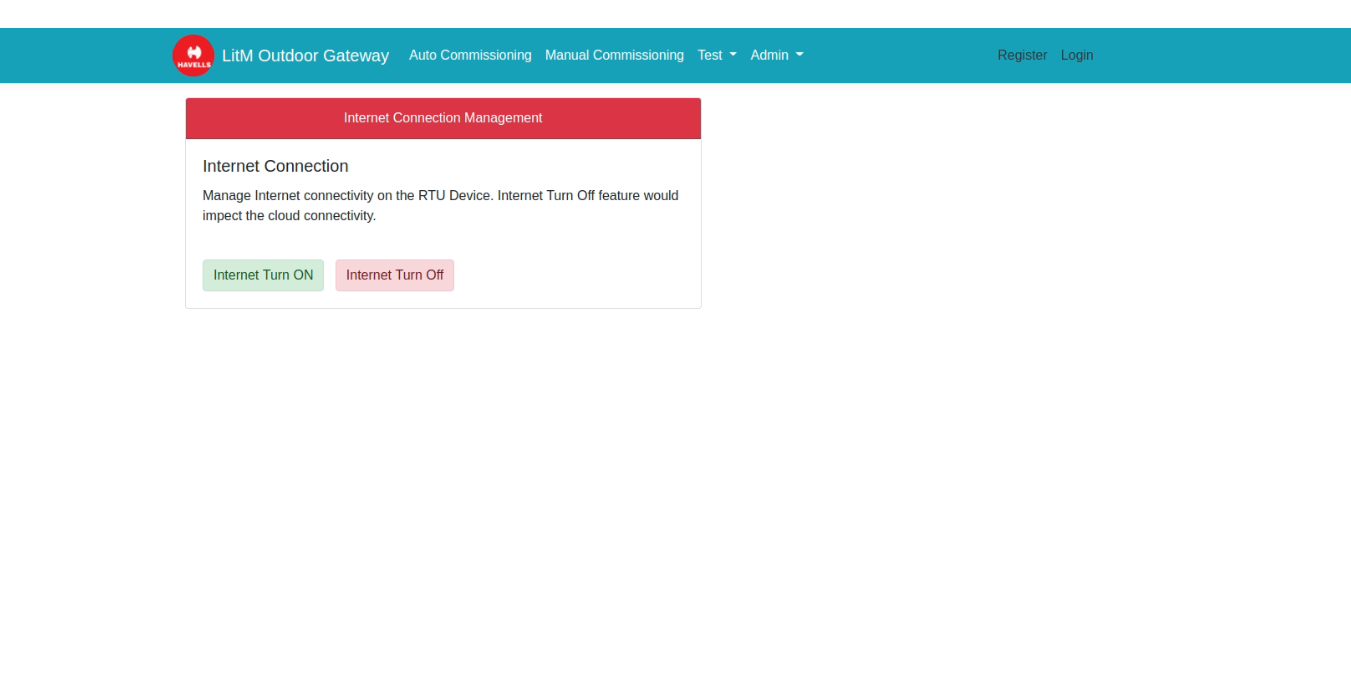 HAVELLS
LitM Outdoor Gateway Auto Commissioning Manual Commissioning Test Admin Register Login
Internet Connection Management
Internet Connection
Manage Internet connectivity on the RTU Device. Internet Turn Off feature would
impact the cloud connectivity.
Internet Turn ON Internet Turn Off